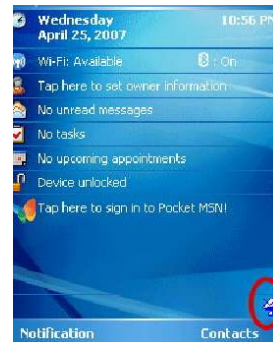 Wednesday 10:56 PM
April 25, 2007
Wi-Fi: Available : On
Tap here to set owner information
No unread messages
No tasks
No upcoming appointments
Device unlocked
Tap here to sign in to Pocket MSN!
Notification Contacts